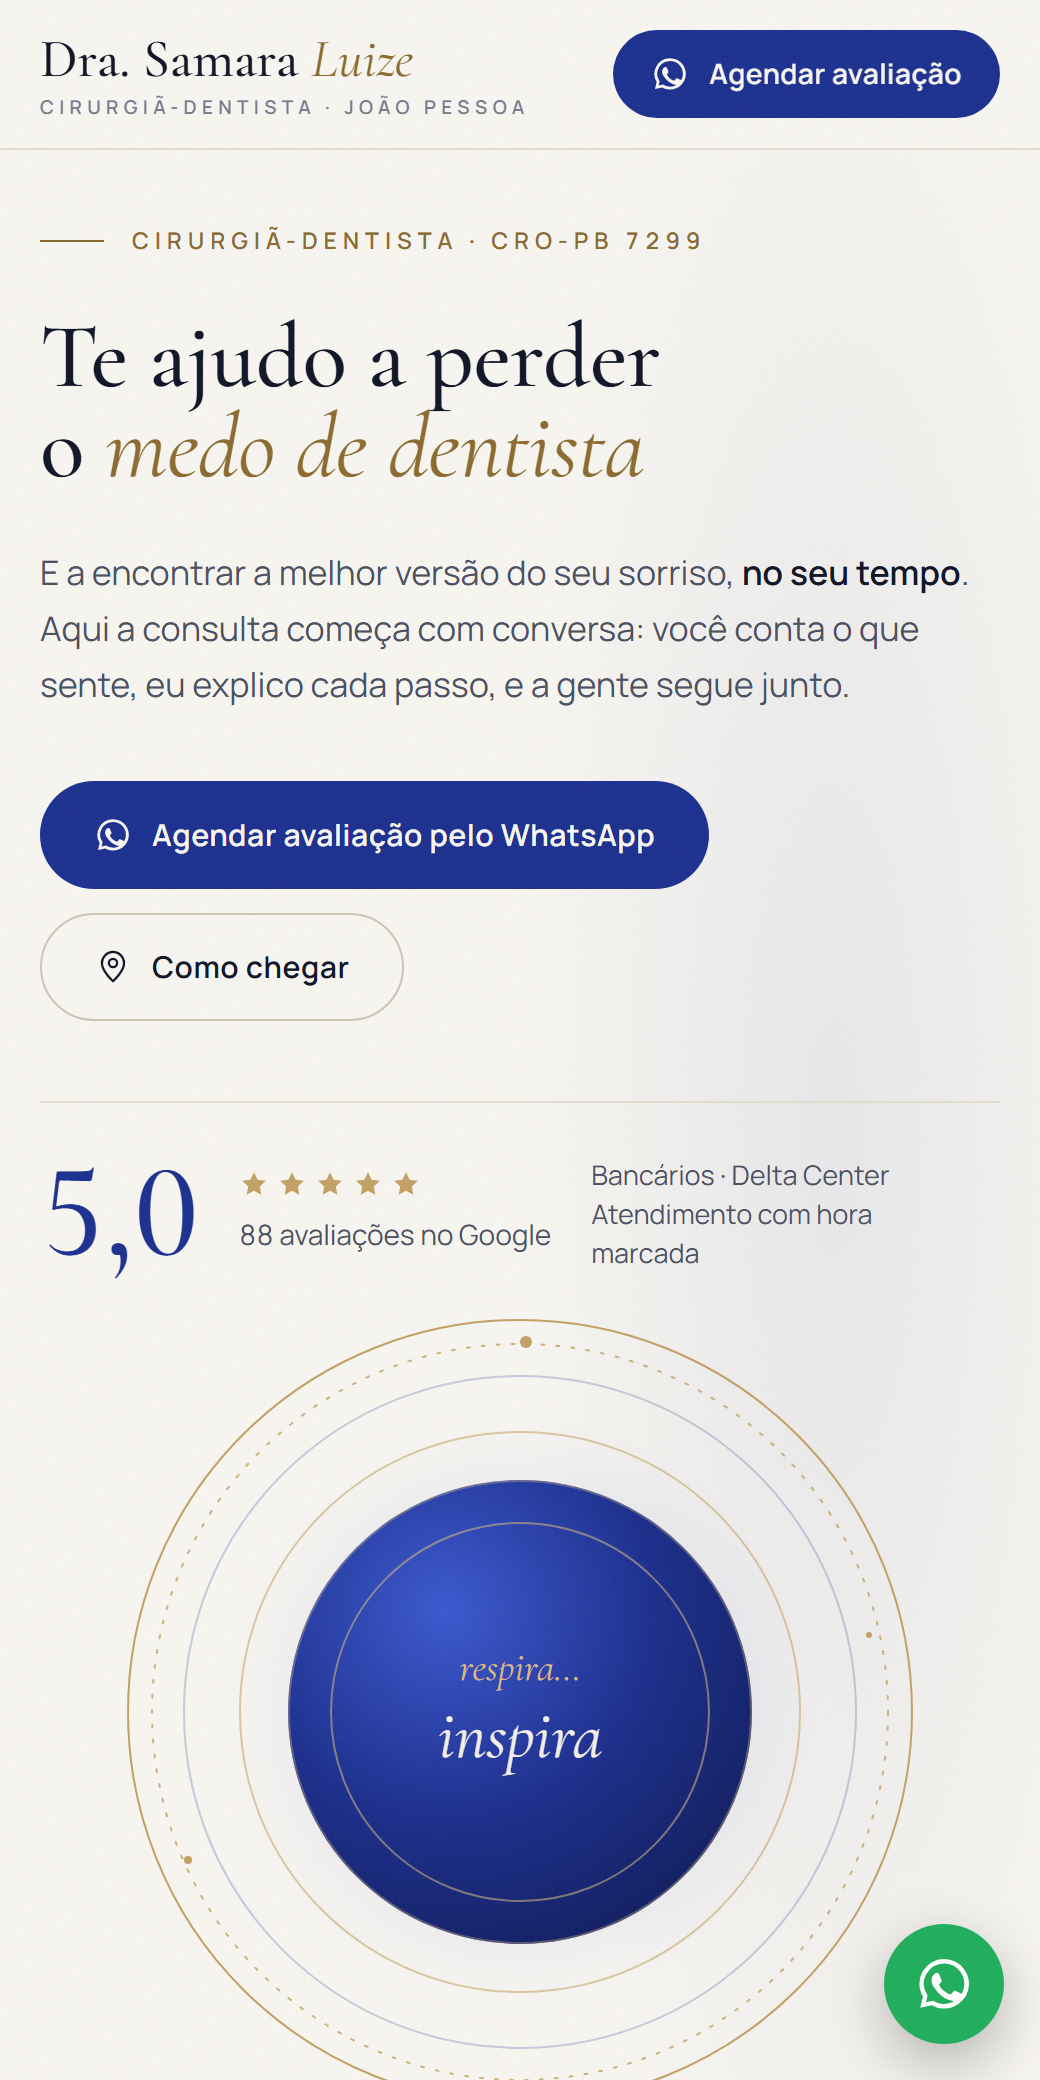 Dra. Samara Luize
CIRURGIÃ-DENTISTA · JOÃO PESSOA
Agendar avaliação
CIRURGIÃ-DENTISTA · CRO-PB 7299
Te ajudo a perder
o medo de dentista
E a encontrar a melhor versão do seu sorriso, no seu tempo.
Aqui a consulta começa com conversa: você conta o que
sente, eu explico cada passo, e a gente segue junto.
Agendar avaliação pelo WhatsApp
Como chegar
5,0
88 avaliações no Google
Bancários · Delta Center
Atendimento com hora
marcada
respira...
inspira